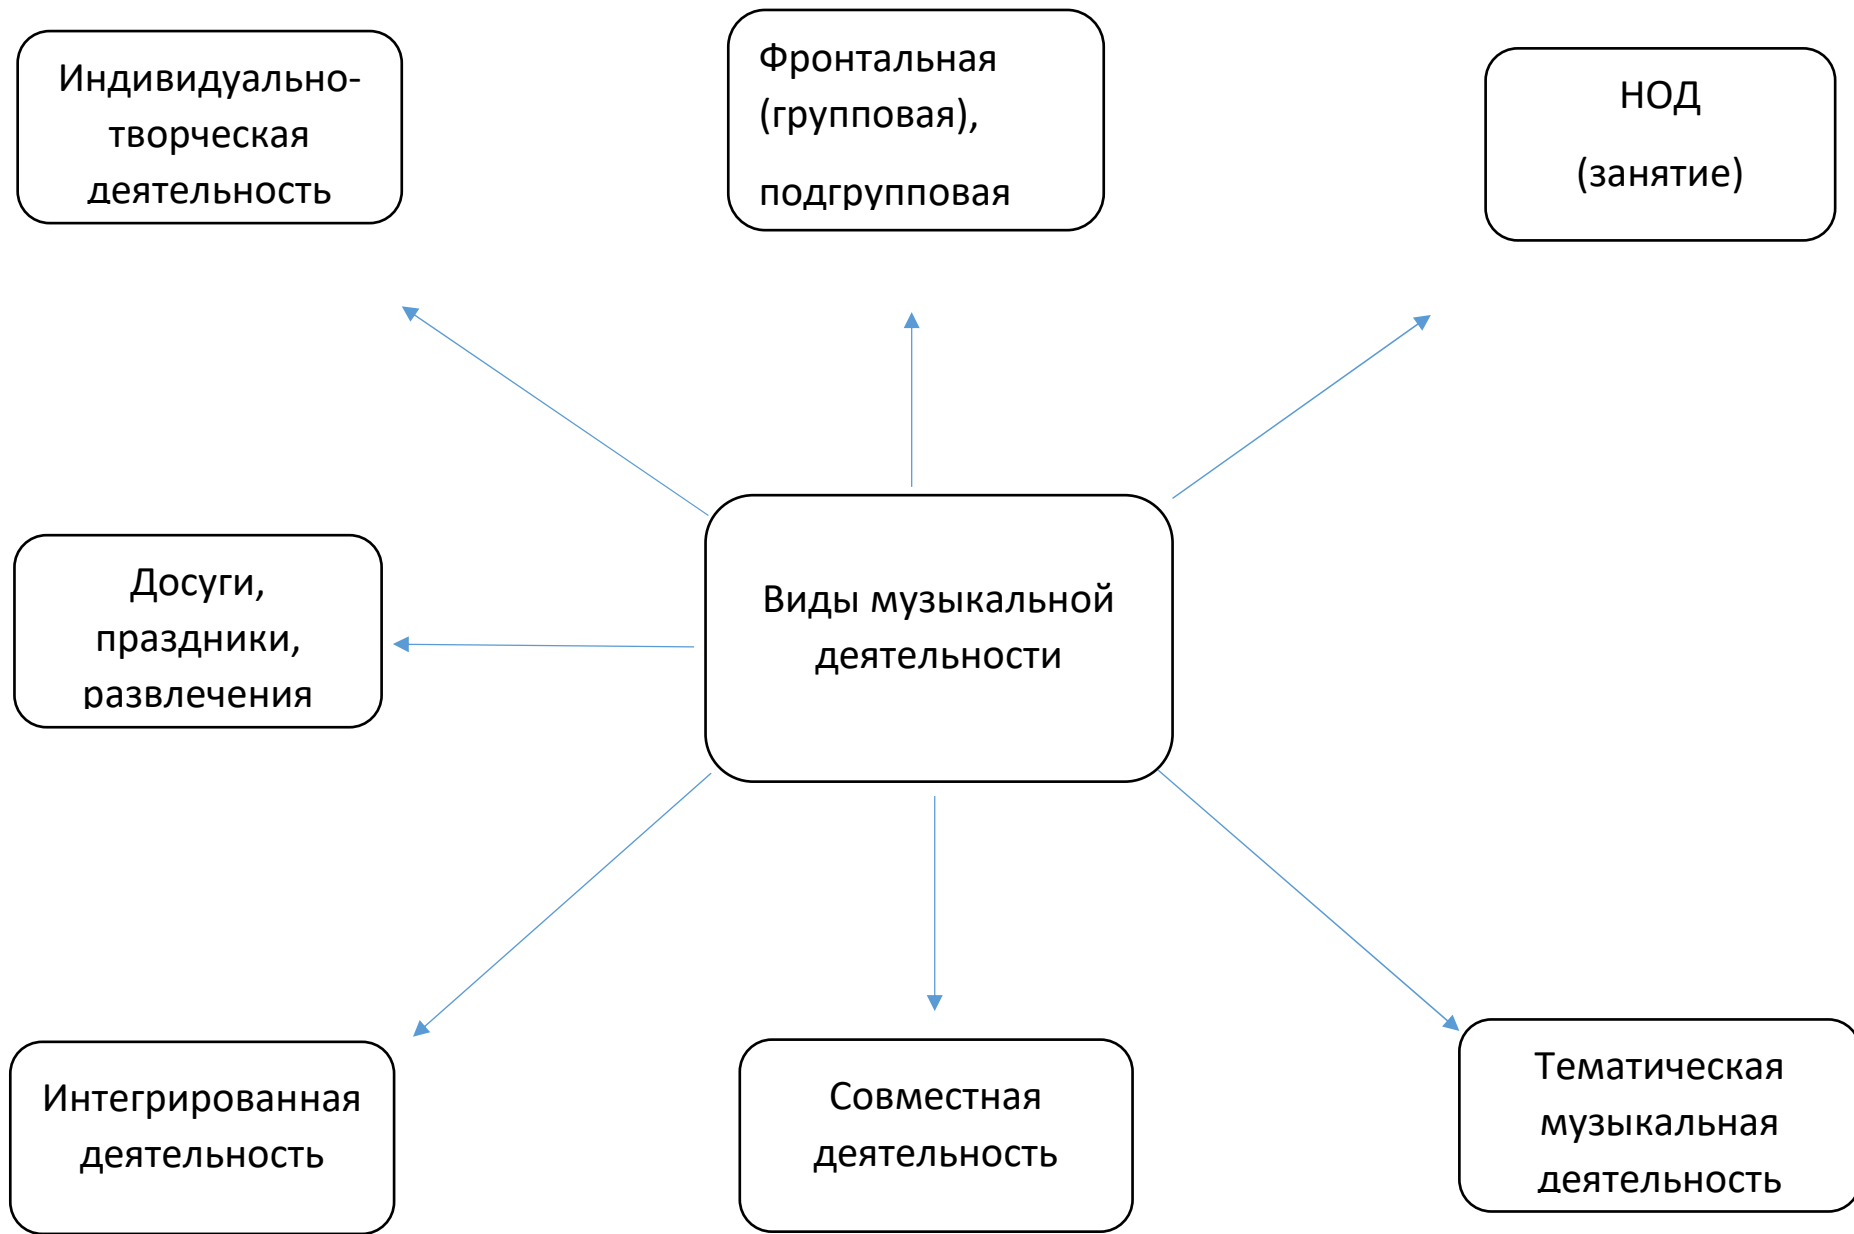 Индивидуально-
творческая
деятельность
Фронтальная
(групповая),
подгрупповая
НОД
(занятие)
Досуги,
праздники,
развлечения
Виды музыкальной
деятельности
Интегрированная
деятельность
Совместная
деятельность
Тематическая
музыкальная
деятельность